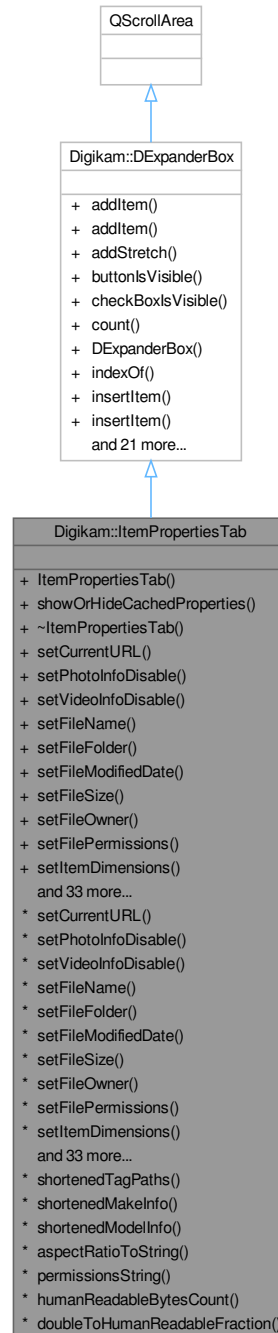 QScrollArea
Digikam::DExpanderBox
+ addItem()
+ addItem()
+ addStretch()
+ buttonIsVisible()
+ checkBoxIsVisible()
+ count()
+ DExpanderBox()
+ indexOf()
+ insertItem()
+ insertItem()
and 21 more...
Digikam::ItemPropertiesTab
+ ItemPropertiesTab()
+ showOrHideCachedProperties()
+ ~ItemPropertiesTab()
+ setCurrentURL()
+ setPhotoInfoDisable()
+ setVideoInfoDisable()
+ setFileName()
+ setFileFolder()
+ setFileModifiedDate()
+ setFileSize()
+ setFileOwner()
+ setFilePermissions()
+ setItemDimensions()
and 33 more...
* setCurrentURL()
* setPhotoInfoDisable()
* setVideoInfoDisable()
* setFileName()
* setFileFolder()
* setFileModifiedDate()
* setFileSize()
* setFileOwner()
* setFilePermissions()
* setItemDimensions()
and 33 more...
* shortenedTagPaths()
* shortenedMakeInfo()
* shortenedModelInfo()
* aspectRatioToString()
* permissionsString()
* humanReadableBytesCount()
* doubleToHumanReadableFraction()